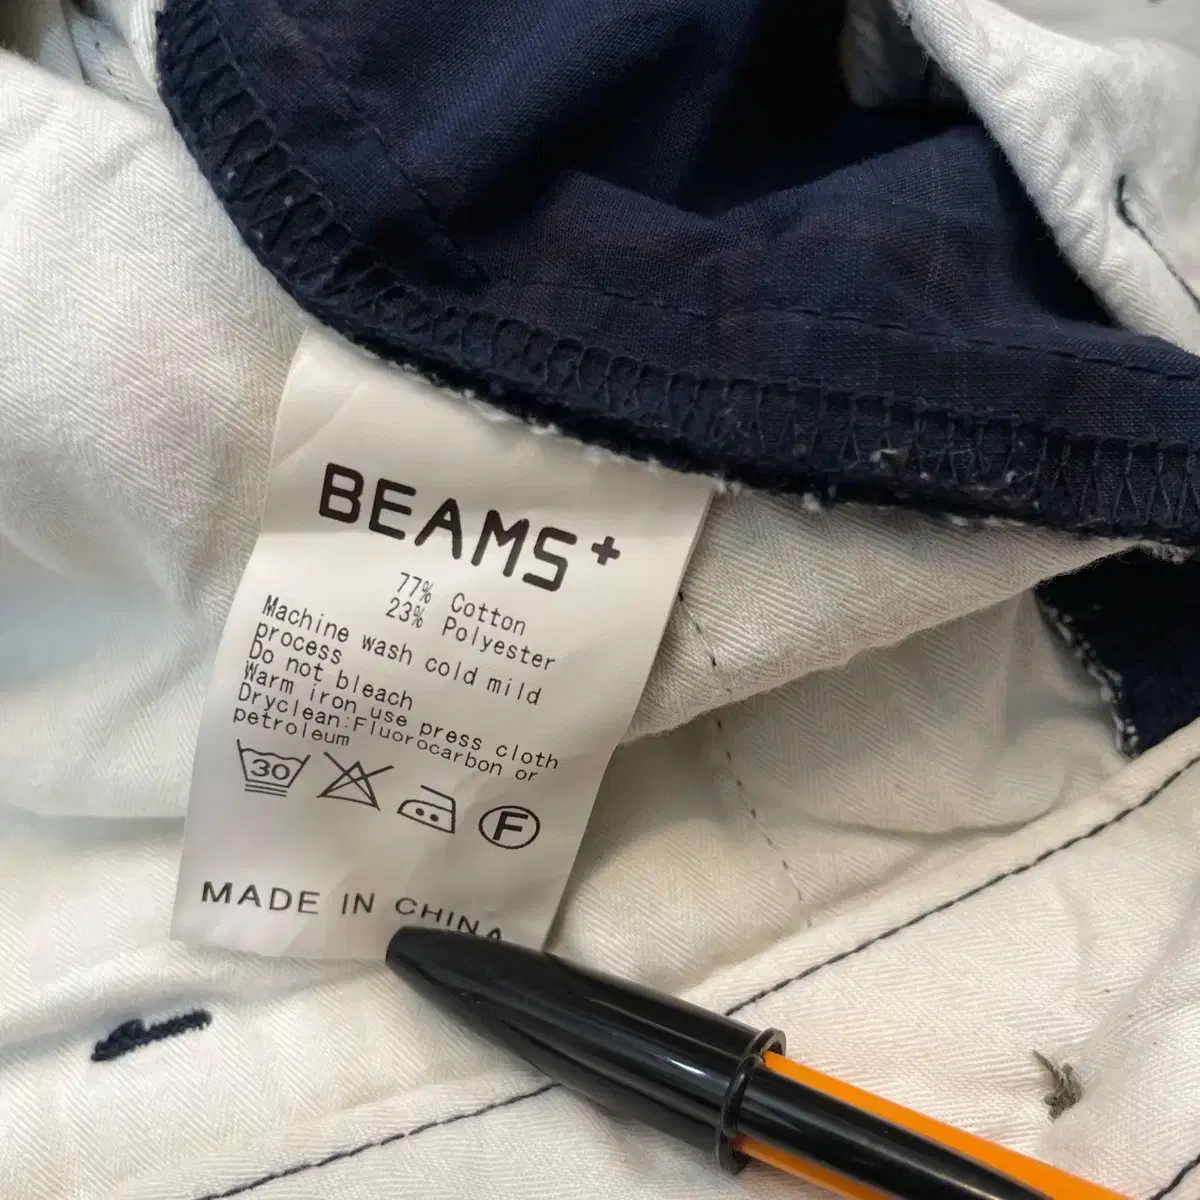 BEAMS+
77% Cotton
23% Polyester
Machine wash cold mild
process
Do not bleach
Warm iron use press cloth
Dryclean:Fluorocarbon or
petroleum
30
F
MADE IN CHINA